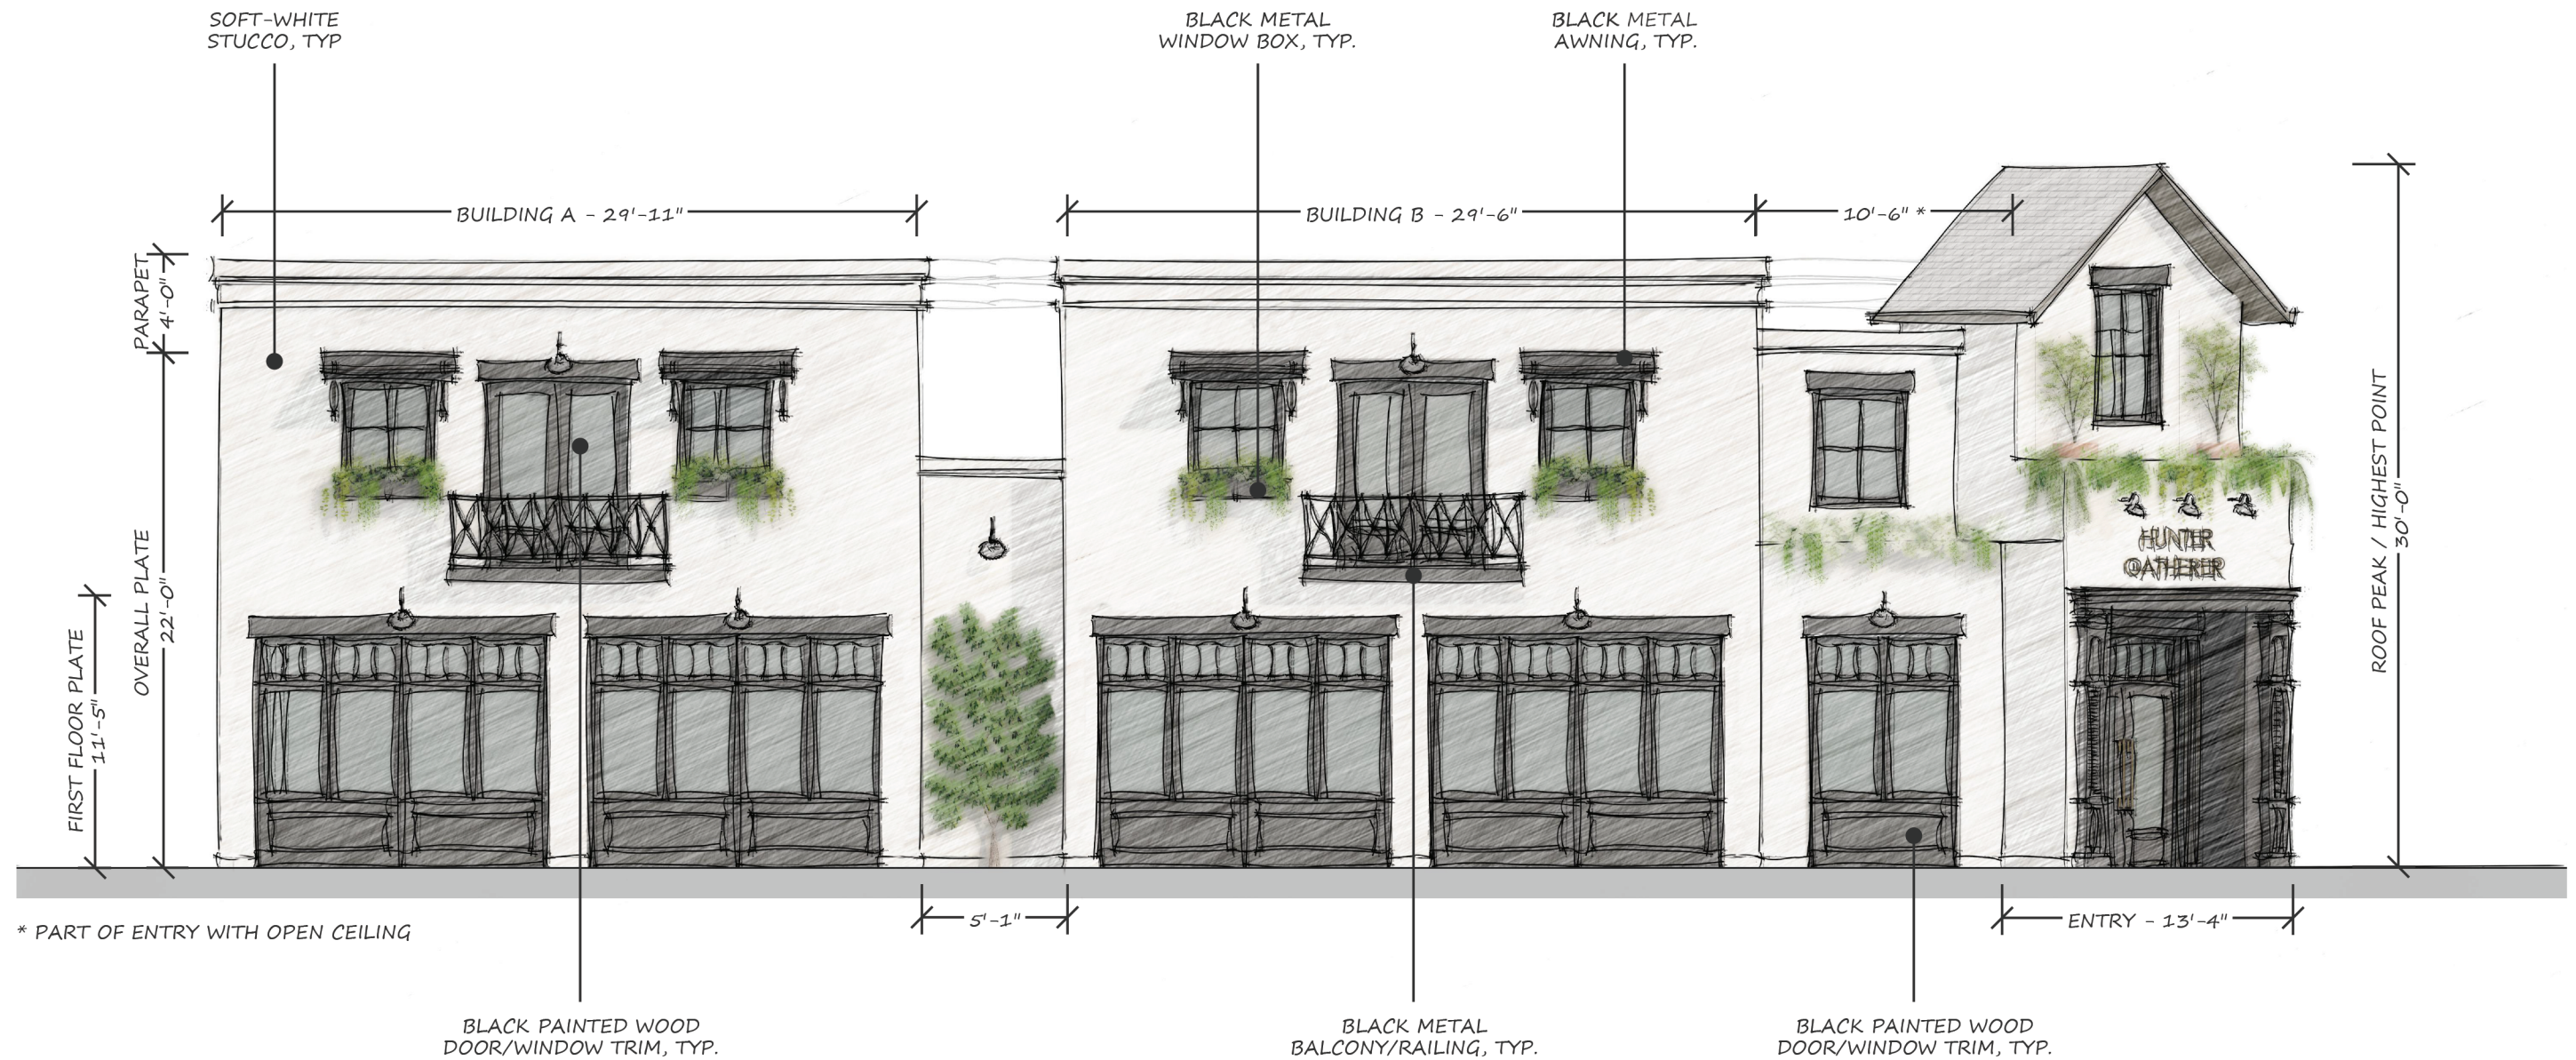 SOFT-WHITE
STUCCO, TYP
BLACK METAL
WINDOW BOX, TYP.
BLACK METAL
AWNING, TYP.
BUILDING A - 29'-11"
BUILDING B - 29'-6"
10'-6" *
PARAPET
4'-0"
OVERALL PLATE
22'-0"
FIRST FLOOR PLATE
11'-5"
ROOF PEAK / HIGHEST POINT
30'-0"
HUNTER
GATHERER
5'-1"
ENTRY - 13'-4"
* PART OF ENTRY WITH OPEN CEILING
BLACK PAINTED WOOD
DOOR/WINDOW TRIM, TYP.
BLACK METAL
BALCONY/RAILING, TYP.
BLACK PAINTED WOOD
DOOR/WINDOW TRIM, TYP.